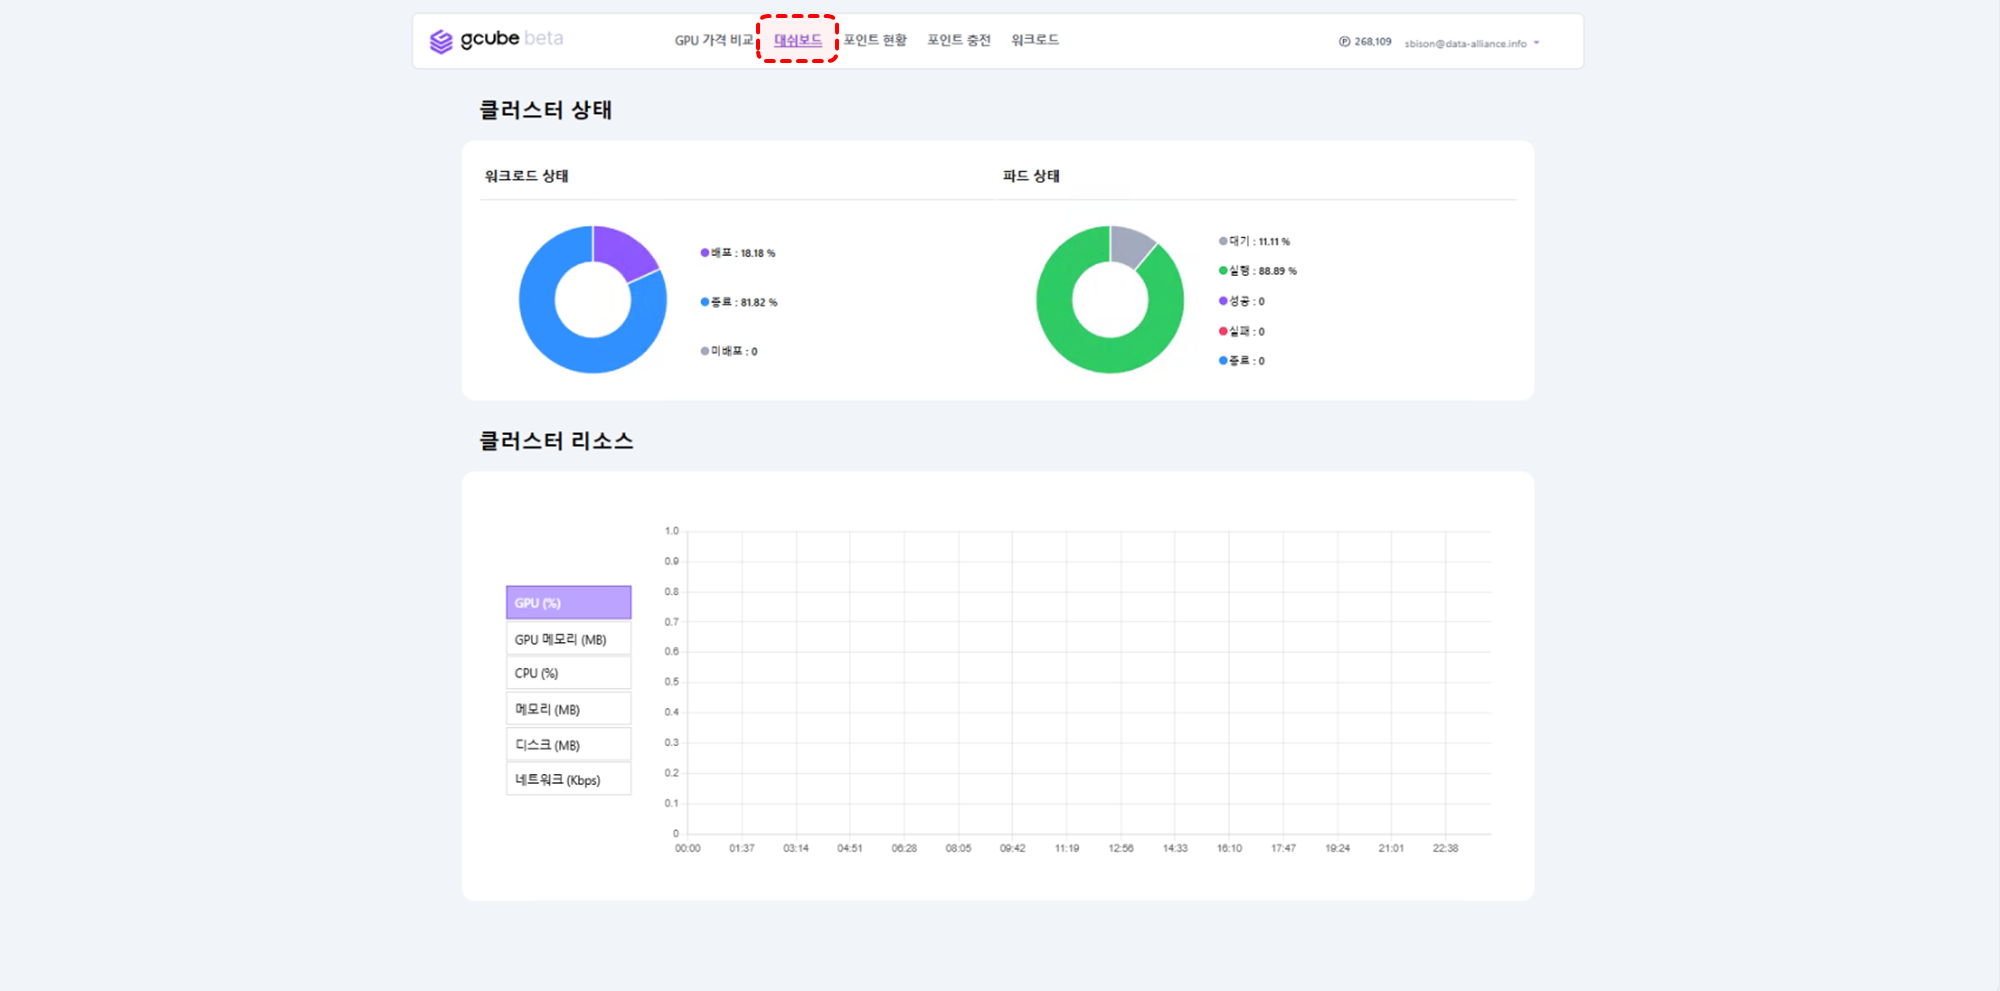 gcube beta
GPU 가격 비교 대쉬보드 포인트 현황 포인트 충전 워크로드
Ⓟ 268,109 sbison@data-alliance.info
클러스터 상태
워크로드 상태
배포 : 18.18 %
종료 : 81.82 %
미배포 : 0
파드 상태
대기 : 11.11 %
실행 : 88.89 %
성공 : 0
실패 : 0
종료 : 0
클러스터 리소스
GPU (%)
GPU 메모리 (MB)
CPU (%)
메모리 (MB)
디스크 (MB)
네트워크 (Kbps)
1.0
0.9
0.8
0.7
0.6
0.5
0.4
0.3
0.2
0.1
0
00:00 01:37 03:14 04:51 06:28 08:05 09:42 11:19 12:56 14:33 16:10 17:47 19:24 21:01 22:38